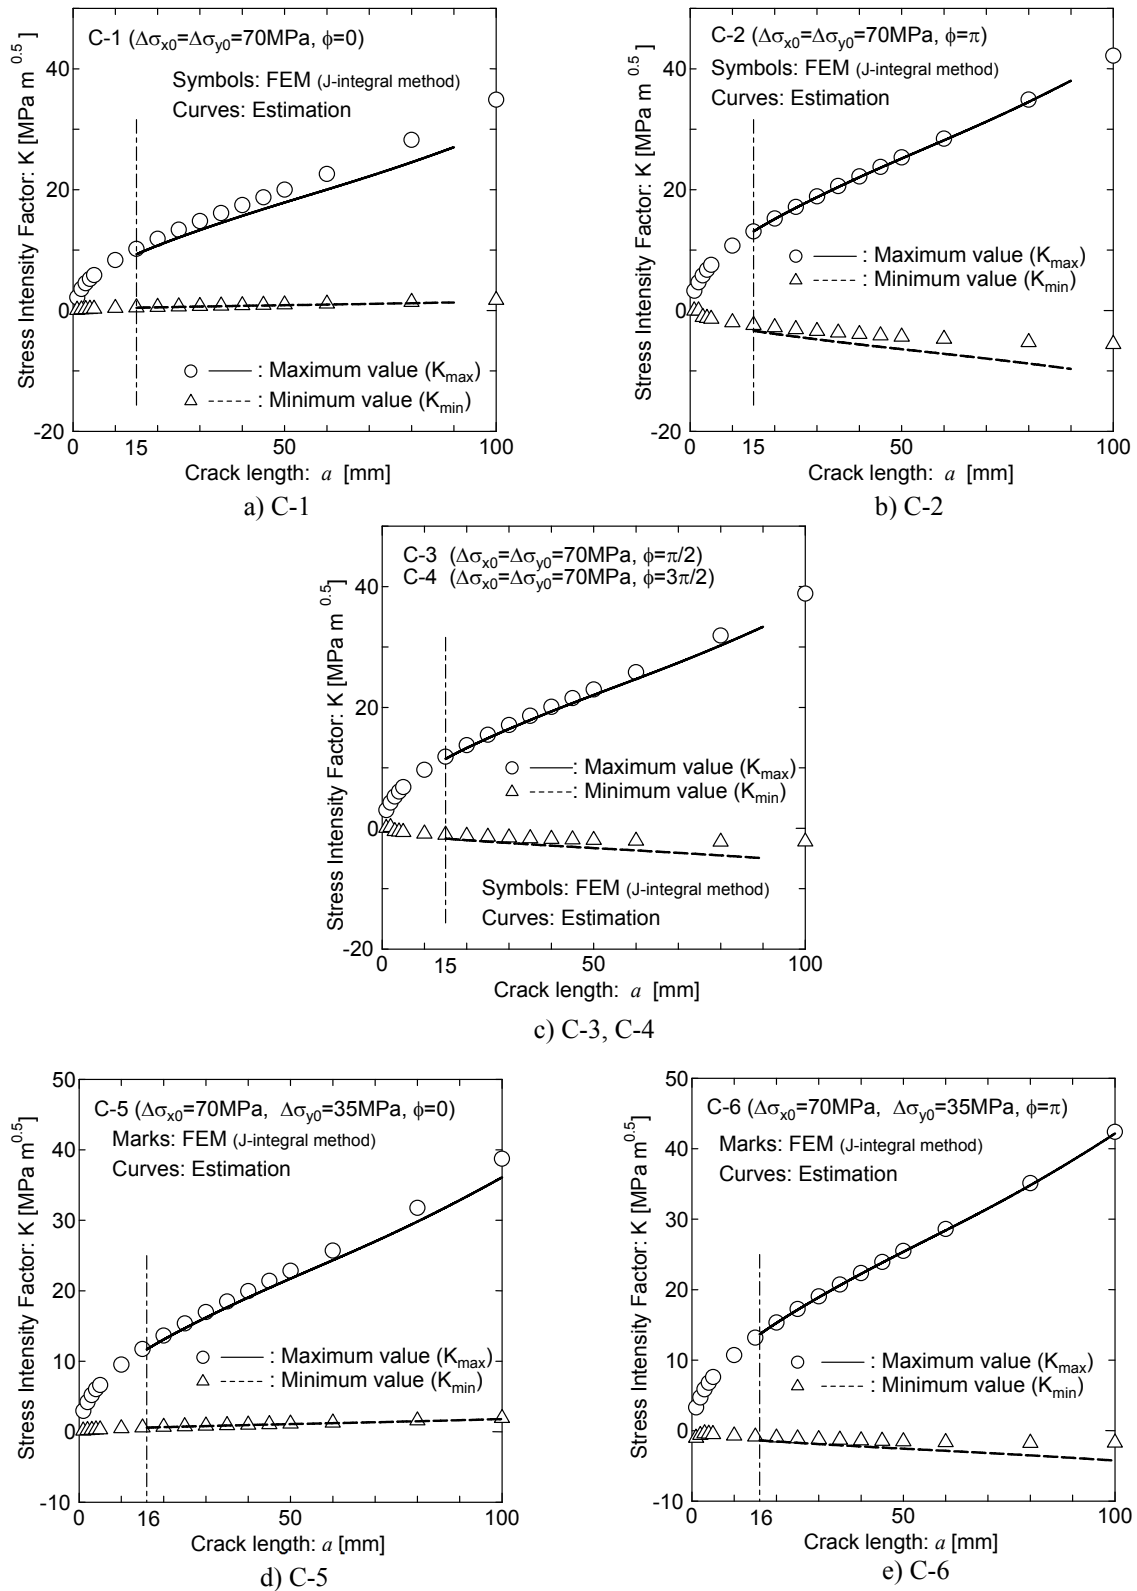 C-1 (Δσx0=Δσy0=70MPa, ϕ=0)
Symbols: FEM (J-integral method)
Curves: Estimation
Stress Intensity Factor: K [MPa m 0.5 ]
40
20
0
-20
: Maximum value (Kmax)
: Minimum value (Kmin)
0 15 50 100
Crack length: a [mm]
a) C-1
C-2 (Δσx0=Δσy0=70MPa, ϕ=π)
Symbols: FEM (J-integral method)
Curves: Estimation
Stress Intensity Factor: K [MPa m 0.5 ]
40
20
0
-20
: Maximum value (Kmax)
: Minimum value (Kmin)
0 15 50 100
Crack length: a [mm]
b) C-2
C-3 (Δσx0=Δσy0=70MPa, ϕ=π/2)
C-4 (Δσx0=Δσy0=70MPa, ϕ=3π/2)
Stress Intensity Factor: K [MPa m 0.5 ]
40
20
0
-20
: Maximum value (Kmax)
: Minimum value (Kmin)
Symbols: FEM (J-integral method)
Curves: Estimation
0 15 50 100
Crack length: a [mm]
c) C-3, C-4
C-5 (Δσx0=70MPa, Δσy0=35MPa, ϕ=0)
Marks: FEM (J-integral method)
Curves: Estimation
Stress Intensity Factor: K [MPa m0.5]
50
40
30
20
10
0
-10
: Maximum value (Kmax)
: Minimum value (Kmin)
0 16 50 100
Crack length: a [mm]
d) C-5
C-6 (Δσx0=70MPa, Δσy0=35MPa, ϕ=π)
Marks: FEM (J-integral method)
Curves: Estimation
Stress Intensity Factor: K [MPa m0.5]
50
40
30
20
10
0
-10
: Maximum value (Kmax)
: Minimum value (Kmin)
0 16 50 100
Crack length: a [mm]
e) C-6